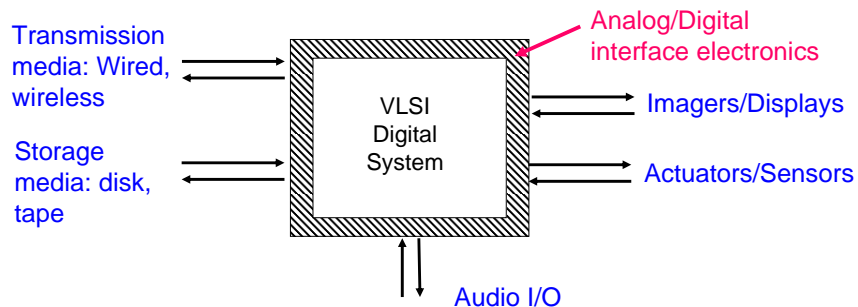 Transmission
media: Wired,
wireless
Storage
media: disk,
tape
VLSI
Digital
System
Analog/Digital
interface electronics
Imagers/Displays
Actuators/Sensors
Audio I/O